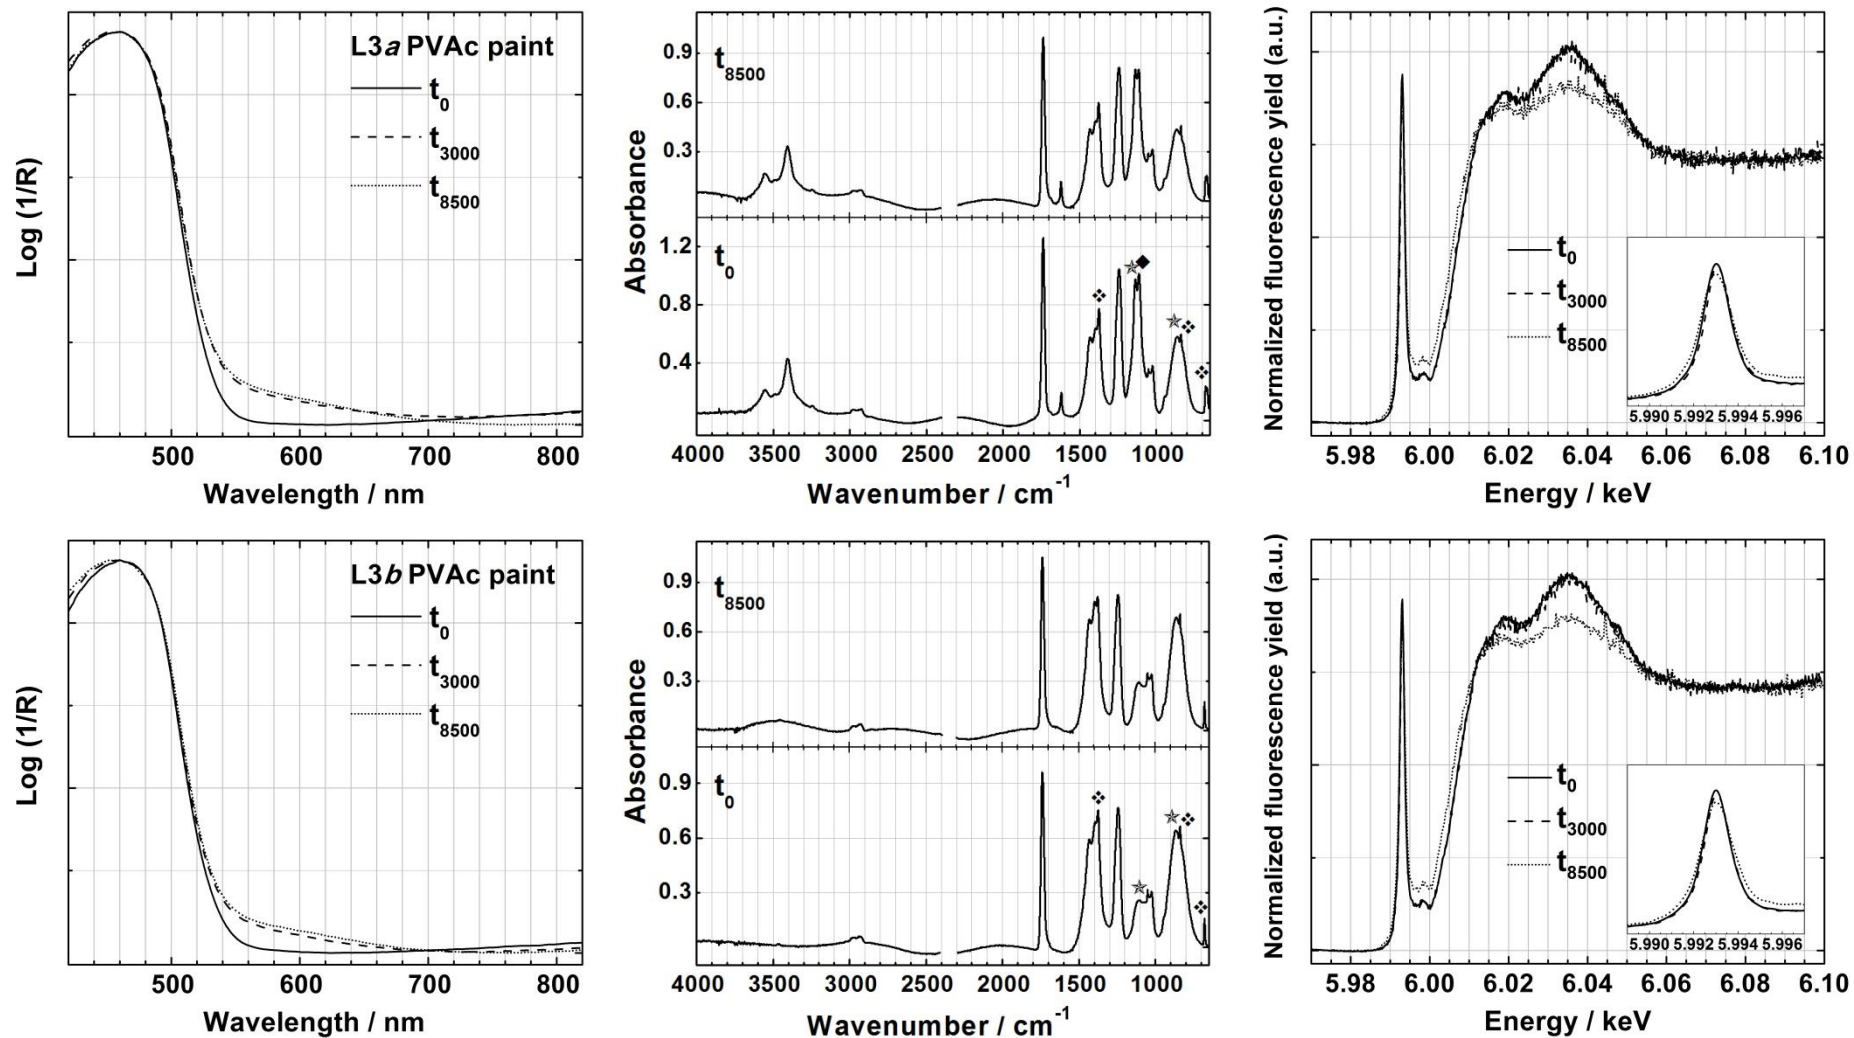 L3a PVAc paint
t0
t3000
t8500
Log (1/R)
500 600 700 800
Wavelength / nm
t8500
0.9
0.6
0.3
t0
1.2
0.8
0.4
Absorbance
4000 3500 3000 2500 2000 1500 1000
Wavenumber / cm-1
Normalized fluorescence yield (a.u.)
t0
t3000
t8500
5.990 5.992 5.994 5.996
5.98 6.00 6.02 6.04 6.06 6.08 6.10
Energy / keV
L3b PVAc paint
t0
t3000
t8500
Log (1/R)
500 600 700 800
Wavelength / nm
t8500
0.9
0.6
0.3
t0
0.9
0.6
0.3
Absorbance
4000 3500 3000 2500 2000 1500 1000
Wavenumber / cm-1
Normalized fluorescence yield (a.u.)
t0
t3000
t8500
5.990 5.992 5.994 5.996
5.98 6.00 6.02 6.04 6.06 6.08 6.10
Energy / keV